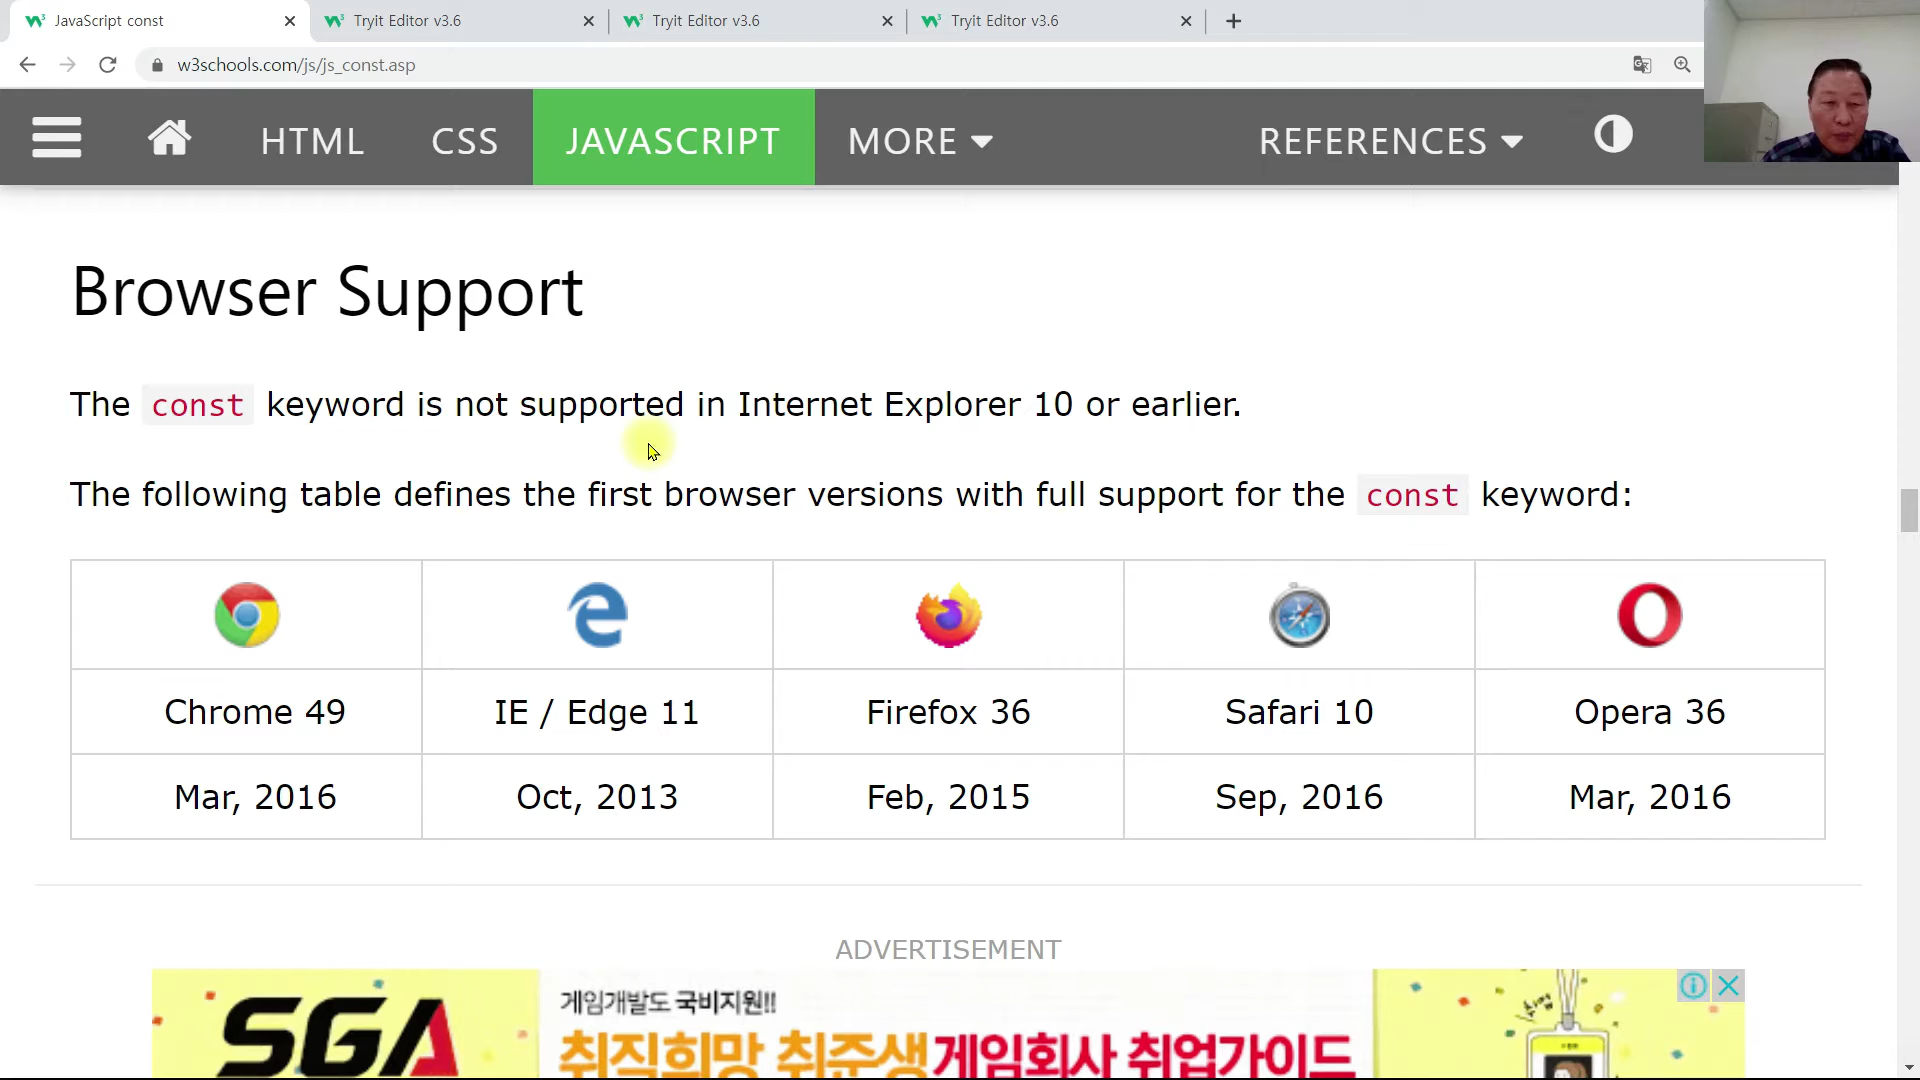 JavaScript const
Tryit Editor v3.6
Tryit Editor v3.6
Tryit Editor v3.6
w3schools.com/js/js_const.asp
HTML
CSS
JAVASCRIPT
MORE
REFERENCES
Browser Support
The const keyword is not supported in Internet Explorer 10 or earlier.
The following table defines the first browser versions with full support for the const keyword:
Chrome 49 IE / Edge 11 Firefox 36 Safari 10 Opera 36
Mar, 2016 Oct, 2013 Feb, 2015 Sep, 2016 Mar, 2016
ADVERTISEMENT
SGA
게임개발도 국비지원!!
취직희망 취준생 게임회사 취업가이드